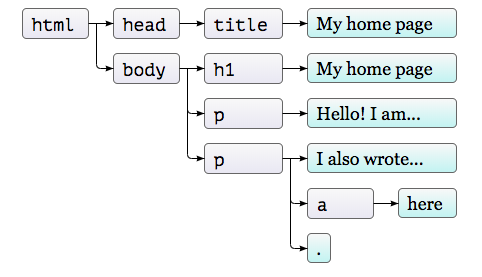 html head title My home page
body h1 My home page
p Hello! I am...
p I also wrote...
a here
.